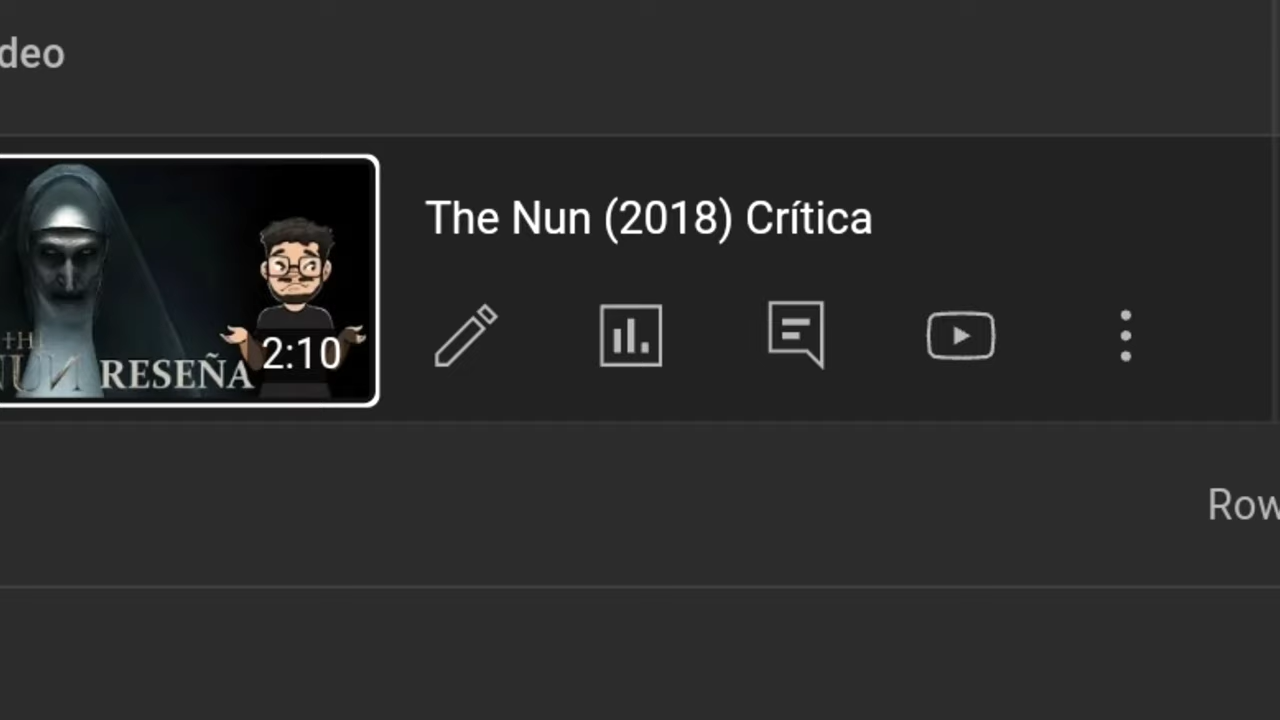 deo
The Nun (2018) Crítica
THE
NUN RESEÑA
2:10
Row